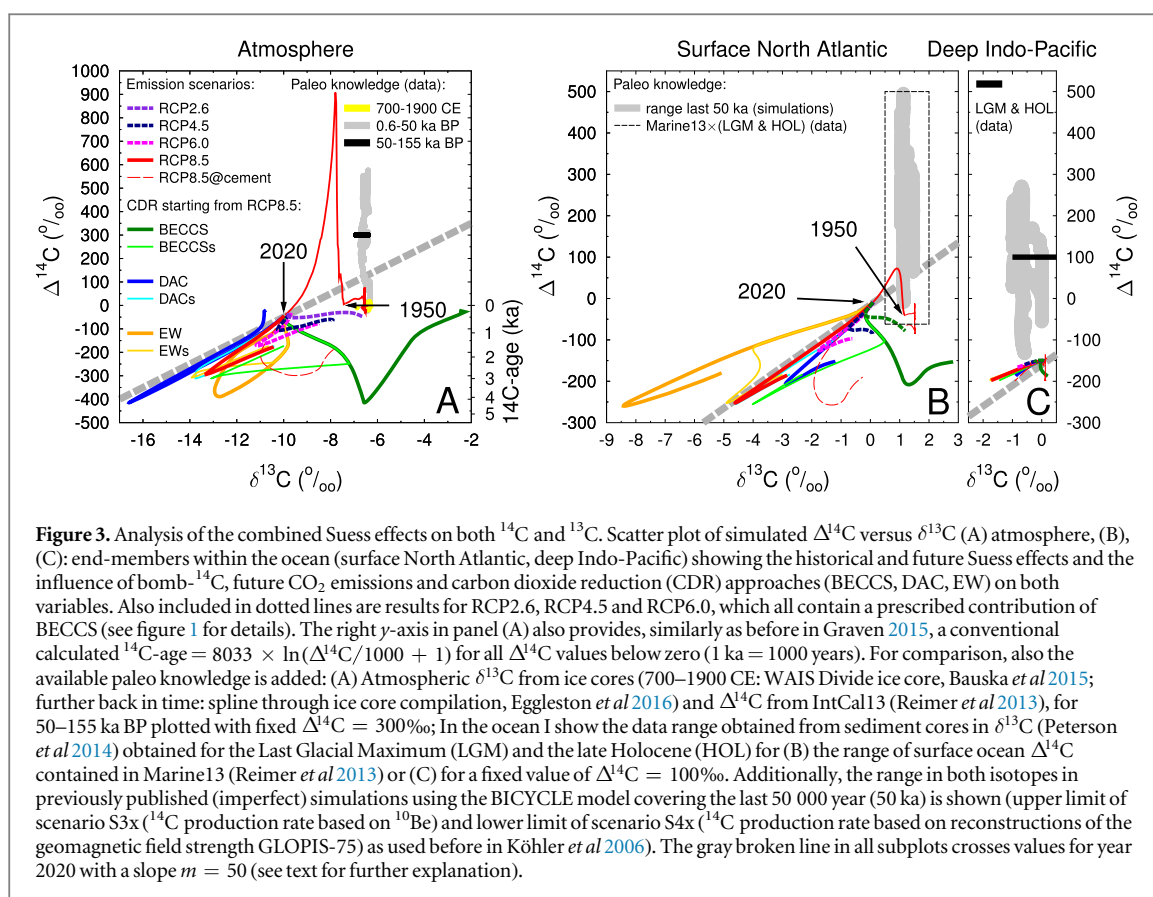 Atmosphere
Surface North Atlantic
Deep Indo-Pacific
1000
900
800
700
600
500
400
300
200
100
0
-100
-200
-300
-400
-500
Δ¹⁴C (⁰/₀₀)
Emission scenarios:
RCP2.6
RCP4.5
RCP6.0
RCP8.5
RCP8.5@cement
CDR starting from RCP8.5:
BECCS
BECCSs
DAC
DACs
EW
EWs
Paleo knowledge (data):
700-1900 CE
0.6-50 ka BP
50-155 ka BP
2020
1950
A
0
1
2
3
4
5
14C-age (ka)
-16 -14 -12 -10 -8 -6 -4 -2
δ¹³C (⁰/₀₀)
500
400
300
200
100
0
-100
-200
-300
Δ¹⁴C (⁰/₀₀)
Paleo knowledge:
range last 50 ka (simulations)
Marine13×(LGM & HOL) (data)
1950
2020
B
-9 -8 -7 -6 -5 -4 -3 -2 -1 0 1 2 3
δ¹³C (⁰/₀₀)
LGM & HOL
(data)
C
500
400
300
200
100
0
-100
-200
-300
Δ¹⁴C (⁰/₀₀)
-2 -1 0
δ¹³C (⁰/₀₀)
Figure 3. Analysis of the combined Suess effects on both ¹⁴C and ¹³C. Scatter plot of simulated Δ¹⁴C versus δ¹³C (A) atmosphere, (B),
(C): end-members within the ocean (surface North Atlantic, deep Indo-Pacific) showing the historical and future Suess effects and the
influence of bomb-¹⁴C, future CO₂ emissions and carbon dioxide reduction (CDR) approaches (BECCS, DAC, EW) on both
variables. Also included in dotted lines are results for RCP2.6, RCP4.5 and RCP6.0, which all contain a prescribed contribution of
BECCS (see figure 1 for details). The right y-axis in panel (A) also provides, similarly as before in Graven 2015, a conventional
calculated ¹⁴C-age = 8033 × ln(Δ¹⁴C/1000 + 1) for all Δ¹⁴C values below zero (1 ka = 1000 years). For comparison, also the
available paleo knowledge is added: (A) Atmospheric δ¹³C from ice cores (700–1900 CE: WAIS Divide ice core, Bauska et al 2015;
further back in time: spline through ice core compilation, Eggleston et al 2016) and Δ¹⁴C from IntCal13 (Reimer et al 2013), for
50–155 ka BP plotted with fixed Δ¹⁴C = 300‰; In the ocean I show the data range obtained from sediment cores in δ¹³C (Peterson
et al 2014) obtained for the Last Glacial Maximum (LGM) and the late Holocene (HOL) for (B) the range of surface ocean Δ¹⁴C
contained in Marine13 (Reimer et al 2013) or (C) for a fixed value of Δ¹⁴C = 100‰. Additionally, the range in both isotopes in
previously published (imperfect) simulations using the BICYCLE model covering the last 50 000 year (50 ka) is shown (upper limit of
scenario S3x (¹⁴C production rate based on ¹⁰Be) and lower limit of scenario S4x (¹⁴C production rate based on reconstructions of the
geomagnetic field strength GLOPIS-75) as used before in Köhler et al 2006). The gray broken line in all subplots crosses values for year
2020 with a slope m = 50 (see text for further explanation).